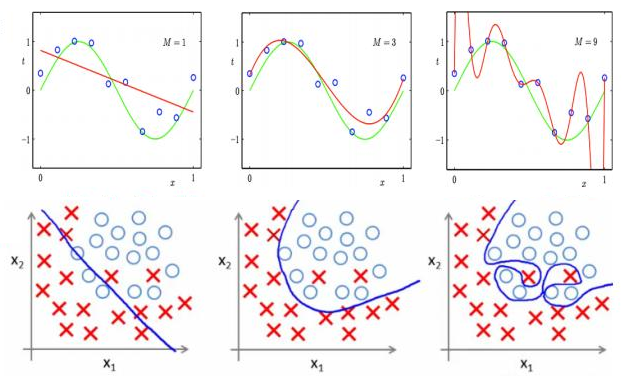 1
t
0
−1
M = 1
0
x
1
1
t
0
−1
M = 3
0
x
1
1
t
0
−1
M = 9
0
x
1
x₂
x₁
x₂
x₁
x₂
x₁